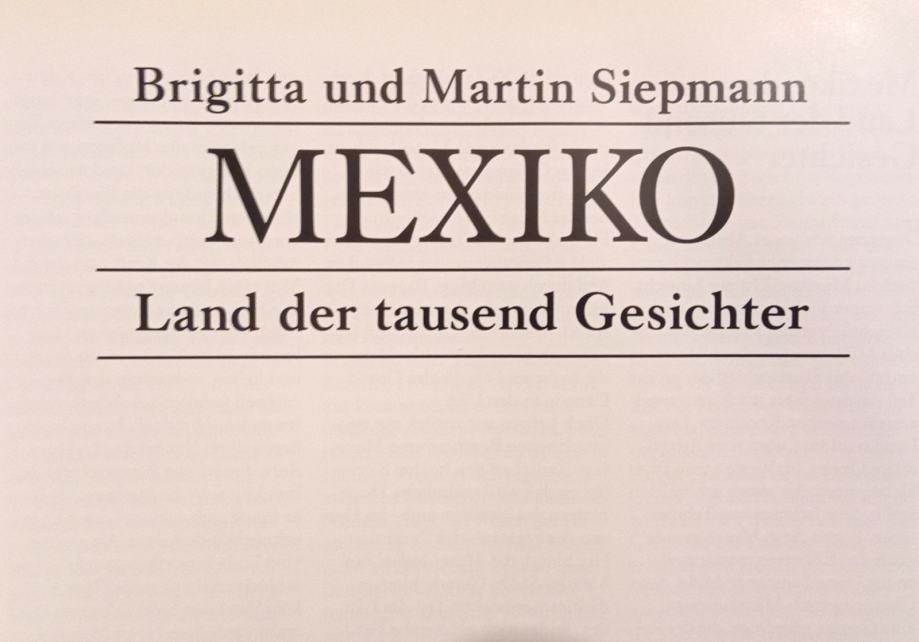 Brigitta und Martin Siepmann
MEXIKO
Land der tausend Gesichter